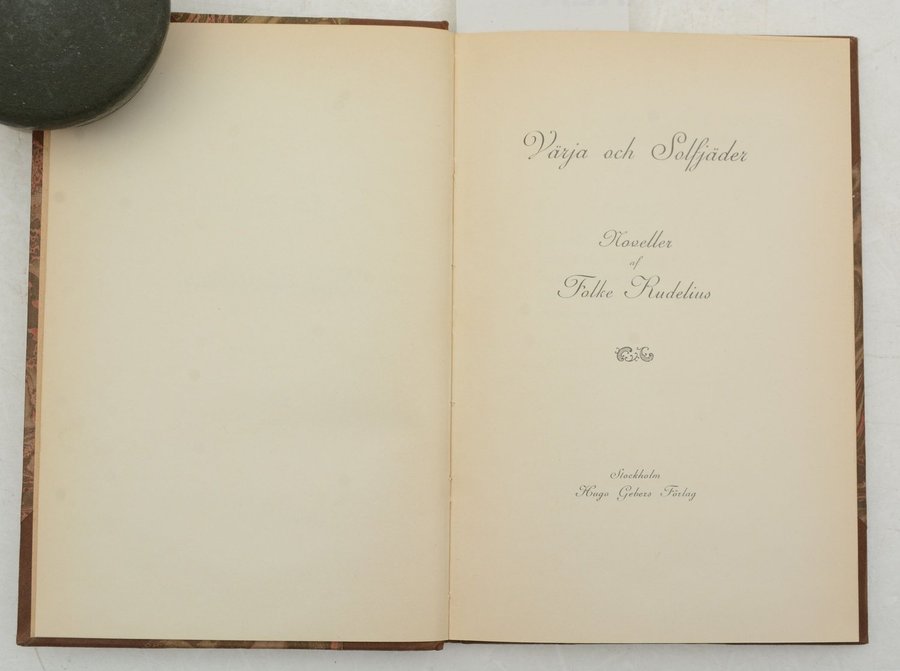 Värja och Solfjäder
Noveller
af
Folke Rudelius
Stockholm
Hugo Gebers Förlag